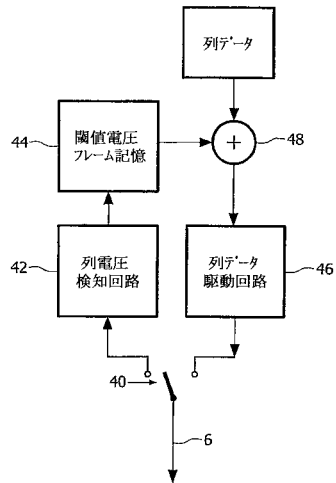 列データ
44
閾値電圧
フレーム記憶
+
48
42
列電圧
検知回路
列データ
駆動回路
46
40
6